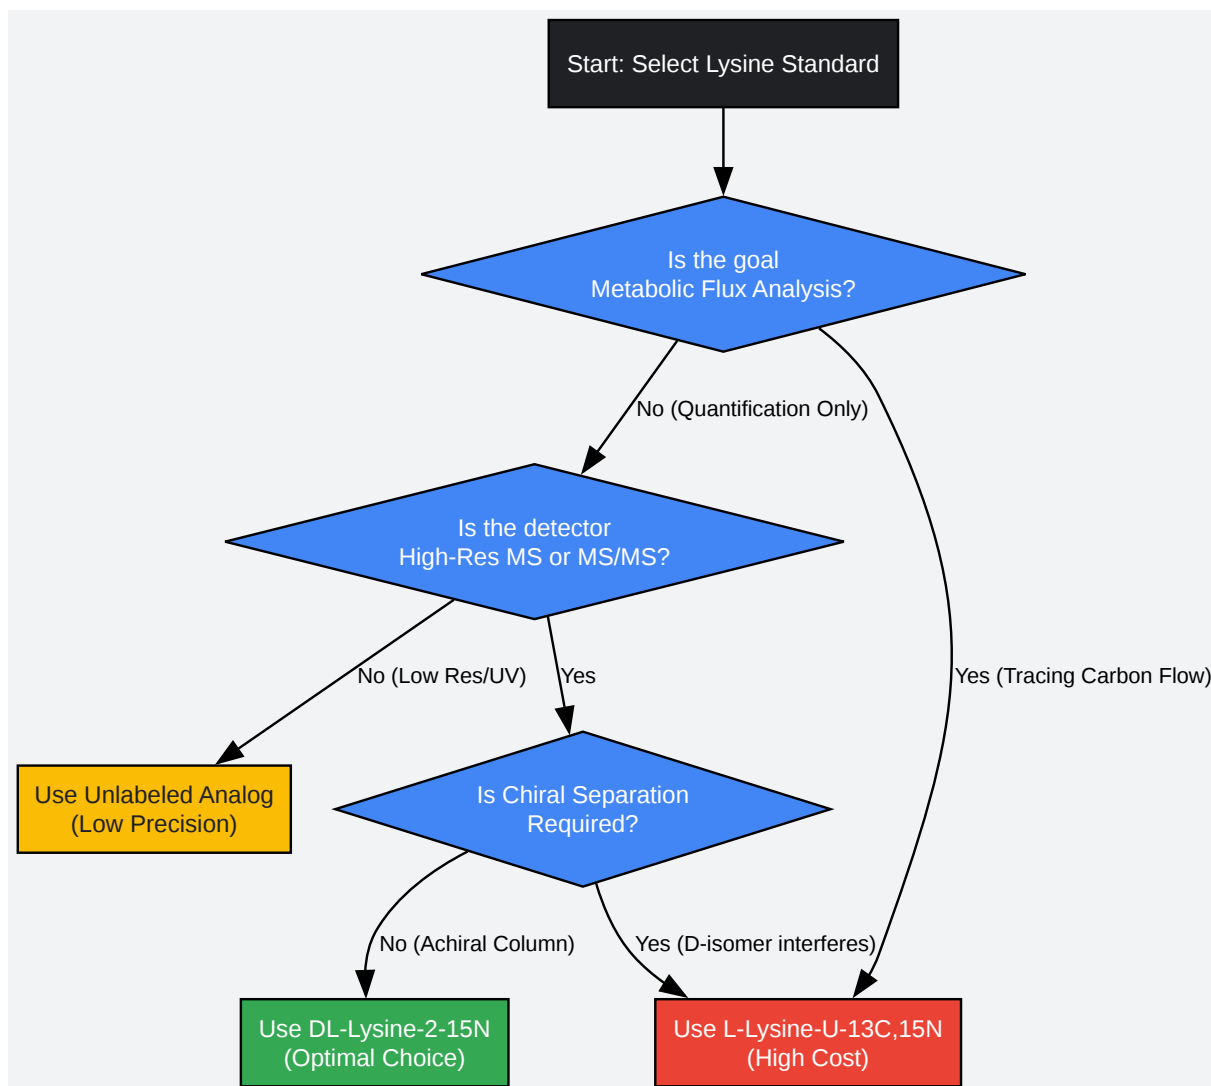 Start: Select Lysine Standard
Is the goal
Metabolic Flux Analysis?
No (Quantification Only)
Is the detector
High-Res MS or MS/MS?
No (Low Res/UV)
Yes
Yes (Tracing Carbon Flow)
Use Unlabeled Analog
(Low Precision)
Is Chiral Separation
Required?
No (Achiral Column)
Yes (D-isomer interferes)
Use DL-Lysine-2-15N
(Optimal Choice)
Use L-Lysine-U-13C,15N
(High Cost)